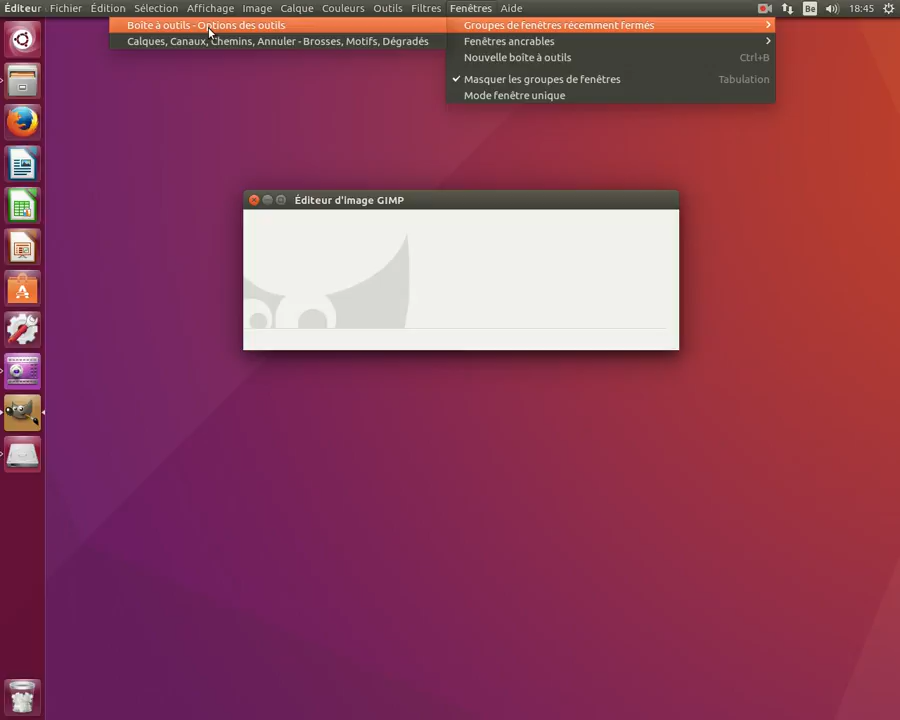 Éditeur Fichier Édition Sélection Affichage Image Calque Couleurs Outils Filtres Fenêtres Aide Be 18:45
Boîte à outils - Options des outils
Calques, Canaux, Chemins, Annuler - Brosses, Motifs, Dégradés
Groupes de fenêtres récemment fermés
Fenêtres ancrables
Nouvelle boîte à outils Ctrl+B
Masquer les groupes de fenêtres Tabulation
Mode fenêtre unique
Éditeur d'image GIMP